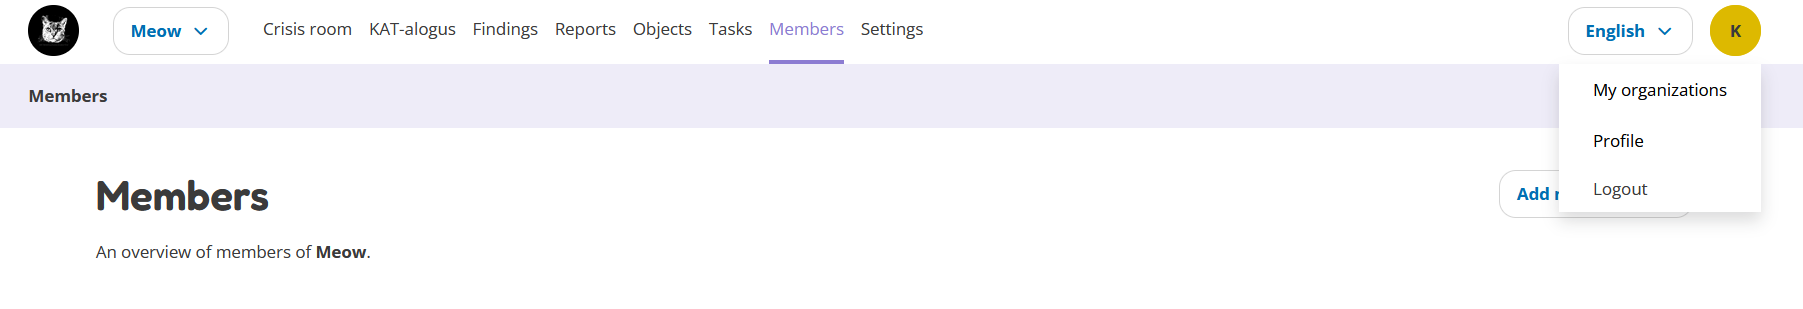 Meow Crisis room KAT-alogus Findings Reports Objects Tasks Members Settings English K
Members
My organizations
Profile
Logout
Members
Add
An overview of members of Meow.